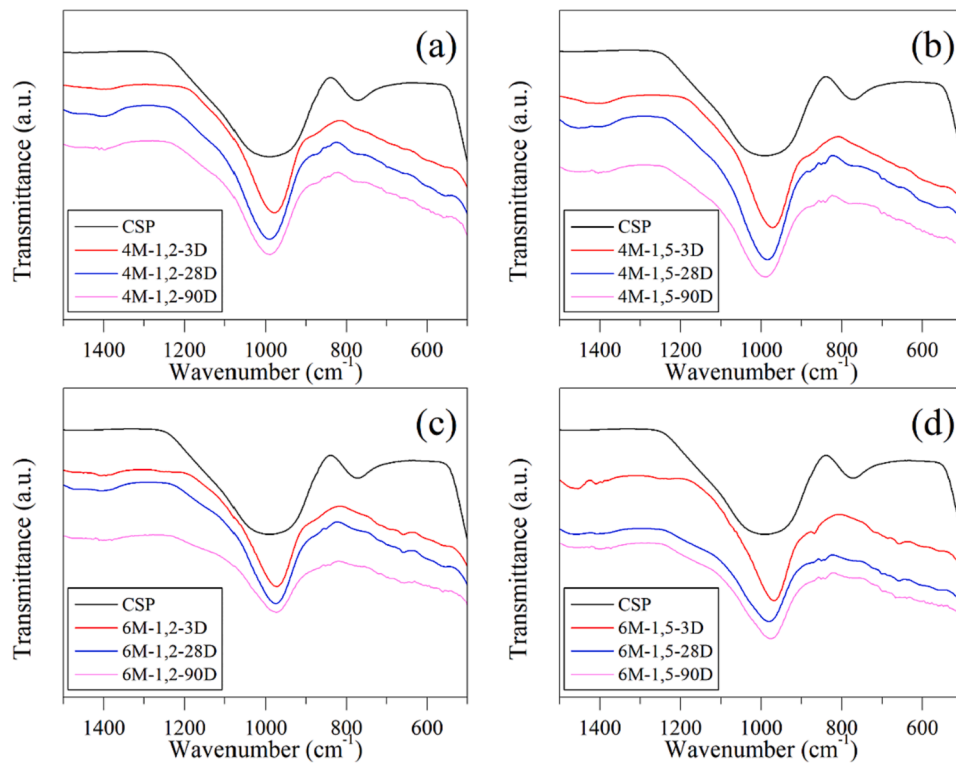 (a)
Transmittance (a.u.)
CSP
4M-1,2-3D
4M-1,2-28D
4M-1,2-90D
1400 1200 1000 800 600
Wavenumber (cm-1)
(b)
Transmittance (a.u.)
CSP
4M-1,5-3D
4M-1,5-28D
4M-1,5-90D
1400 1200 1000 800 600
Wavenumber (cm-1)
(c)
Transmittance (a.u.)
CSP
6M-1,2-3D
6M-1,2-28D
6M-1,2-90D
1400 1200 1000 800 600
Wavenumber (cm-1)
(d)
Transmittance (a.u.)
CSP
6M-1,5-3D
6M-1,5-28D
6M-1,5-90D
1400 1200 1000 800 600
Wavenumber (cm-1)